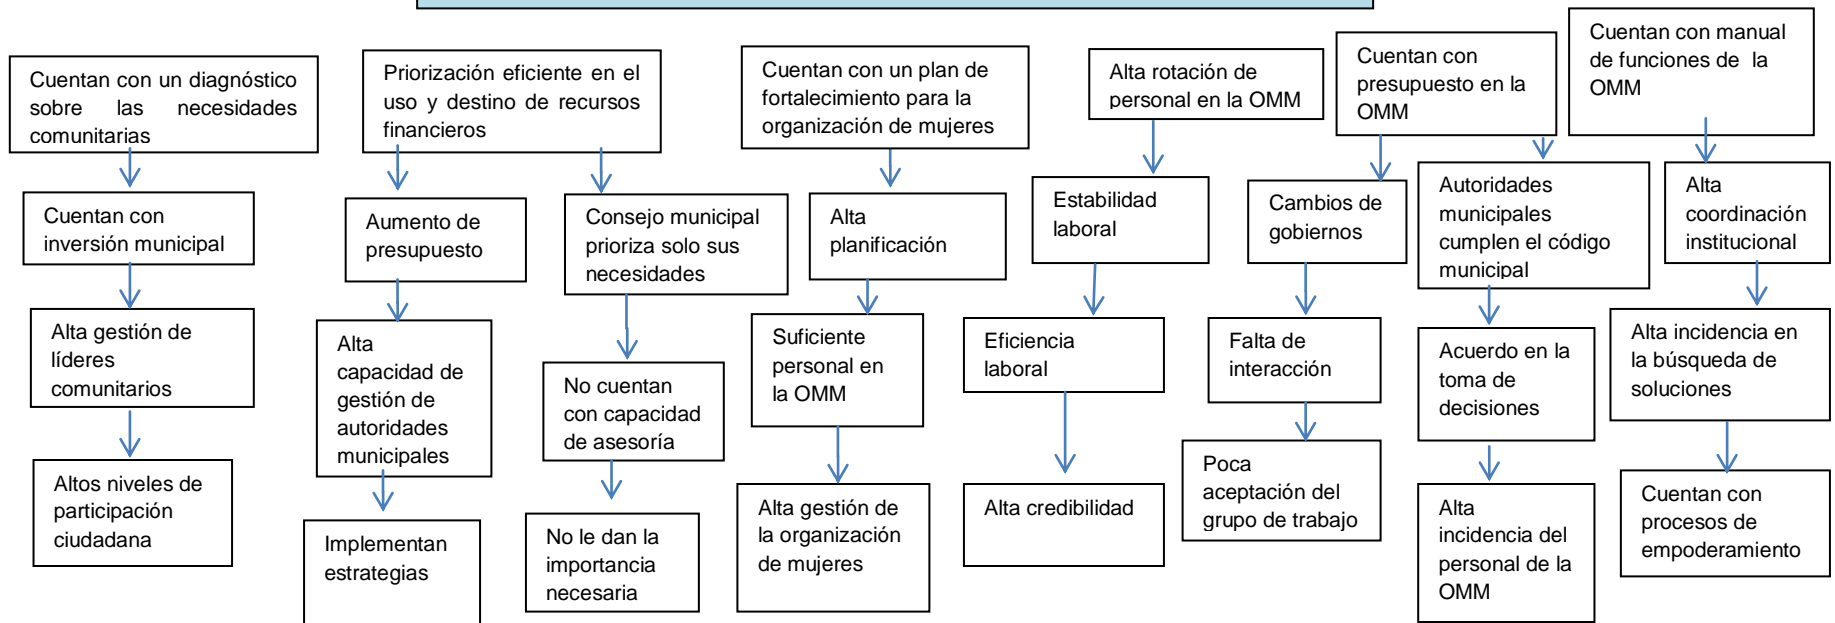 Cuentan con un diagnóstico
sobre las necesidades
comunitarias
Priorización eficiente en el
uso y destino de recursos
financieros
Cuentan con un plan de
fortalecimiento para la
organización de mujeres
Alta rotación de
personal en la OMM
Cuentan con
presupuesto en la
OMM
Cuentan con manual
de funciones de la
OMM
Cuentan con
inversión municipal
Aumento de
presupuesto
Consejo municipal
prioriza solo sus
necesidades
Alta
planificación
Estabilidad
laboral
Cambios de
gobiernos
Autoridades
municipales
cumplen el código
municipal
Alta
coordinación
institucional
Alta gestión de
líderes
comunitarios
Alta
capacidad de
gestión de
autoridades
municipales
No cuentan
con capacidad
de asesoría
Suficiente
personal en
la OMM
Eficiencia
laboral
Falta de
interacción
Acuerdo en la
toma de
decisiones
Alta incidencia en
la búsqueda de
soluciones
Altos niveles de
participación
ciudadana
Implementan
estrategias
No le dan la
importancia
necesaria
Alta gestión de
la organización
de mujeres
Alta credibilidad
Poca
aceptación del
grupo de trabajo
Alta
incidencia del
personal de la
OMM
Cuentan con
procesos de
empoderamiento